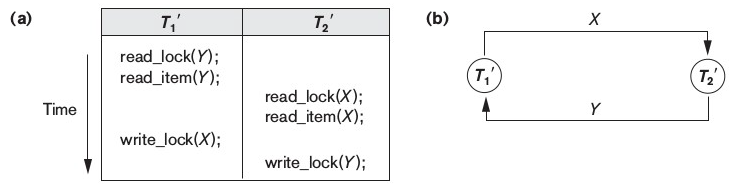 (a)
T1′ T2′
read_lock(Y);
read_item(Y);
read_lock(X);
read_item(X);
Time
write_lock(X);
write_lock(Y);
(b)
X
T1′ T2′
Y